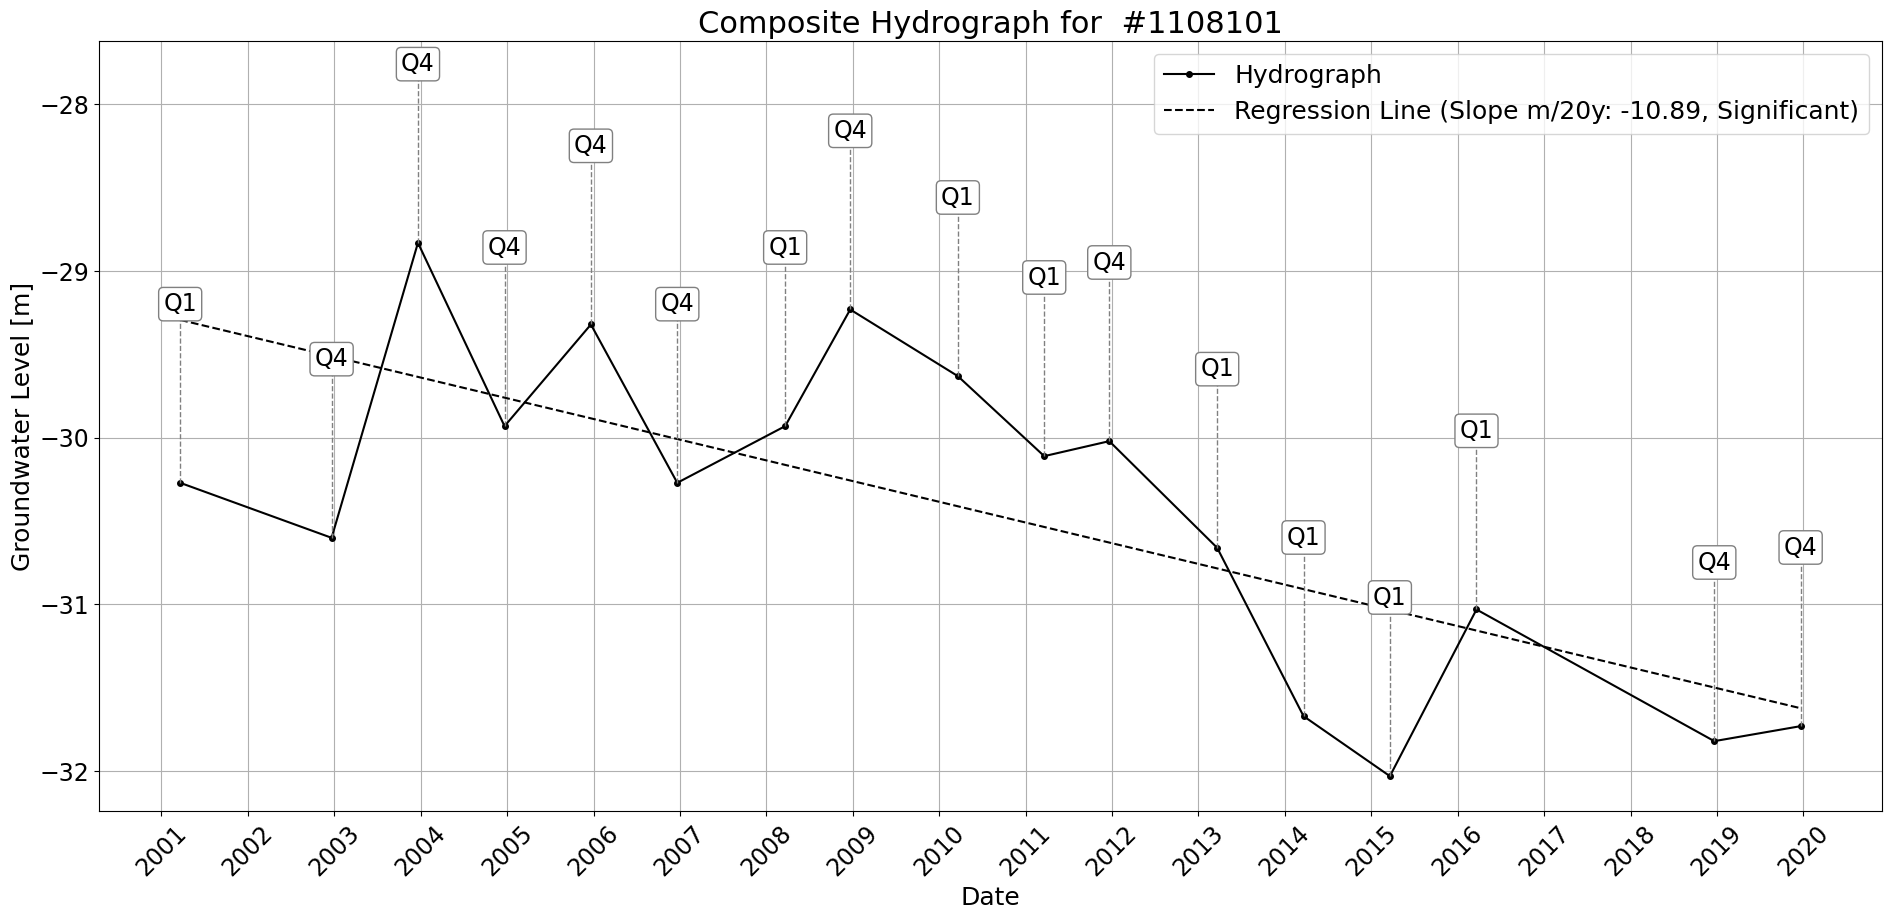 Composite Hydrograph for  #1108101
Hydrograph
Regression Line (Slope m/20y: -10.89, Significant)
Groundwater Level [m]
−28
−29
−30
−31
−32
Q1
Q4
Q4
Q4
Q4
Q4
Q1
Q4
Q1
Q1
Q4
Q1
Q1
Q1
Q1
Q4
Q4
2001
2002
2003
2004
2005
2006
2007
2008
2009
2010
2011
2012
2013
2014
2015
2016
2017
2018
2019
2020
Date